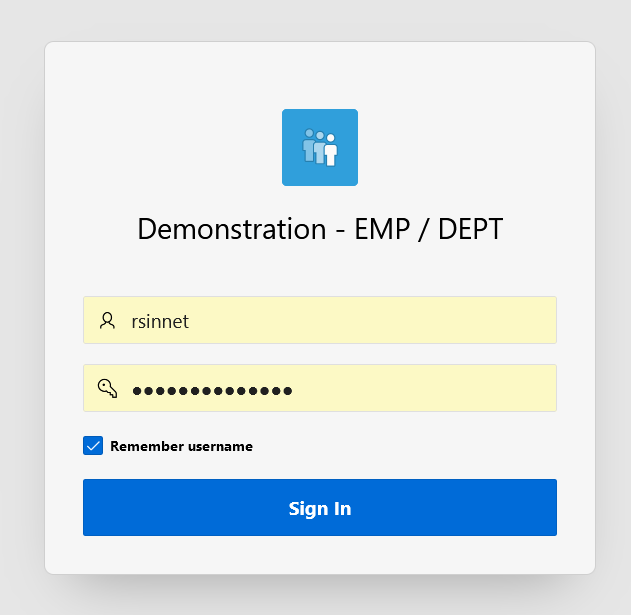 Demonstration - EMP / DEPT
rsinnet
●●●●●●●●●●●●●●
Remember username
Sign In